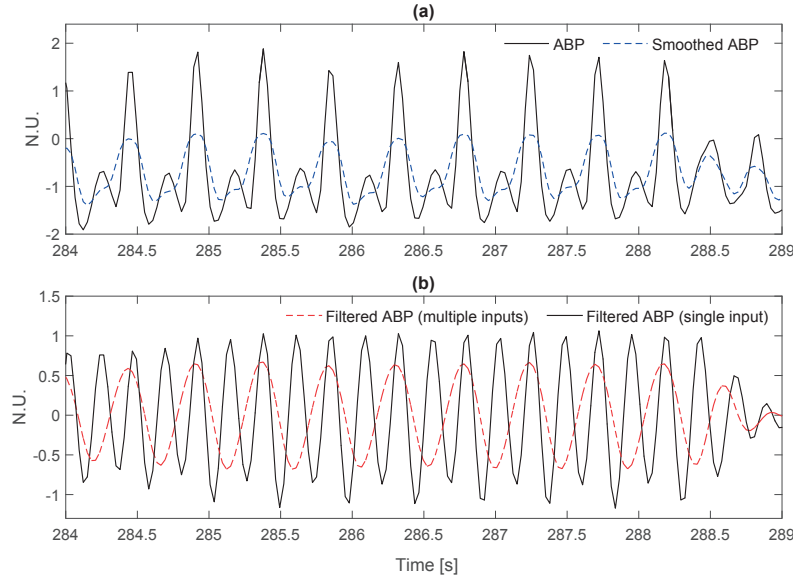 (a)
ABP Smoothed ABP
2
1
0
-1
-2
N.U.
284 284.5 285 285.5 286 286.5 287 287.5 288 288.5 289
(b)
Filtered ABP (multiple inputs) Filtered ABP (single input)
1.5
1
0.5
0
-0.5
-1
N.U.
284 284.5 285 285.5 286 286.5 287 287.5 288 288.5 289
Time [s]